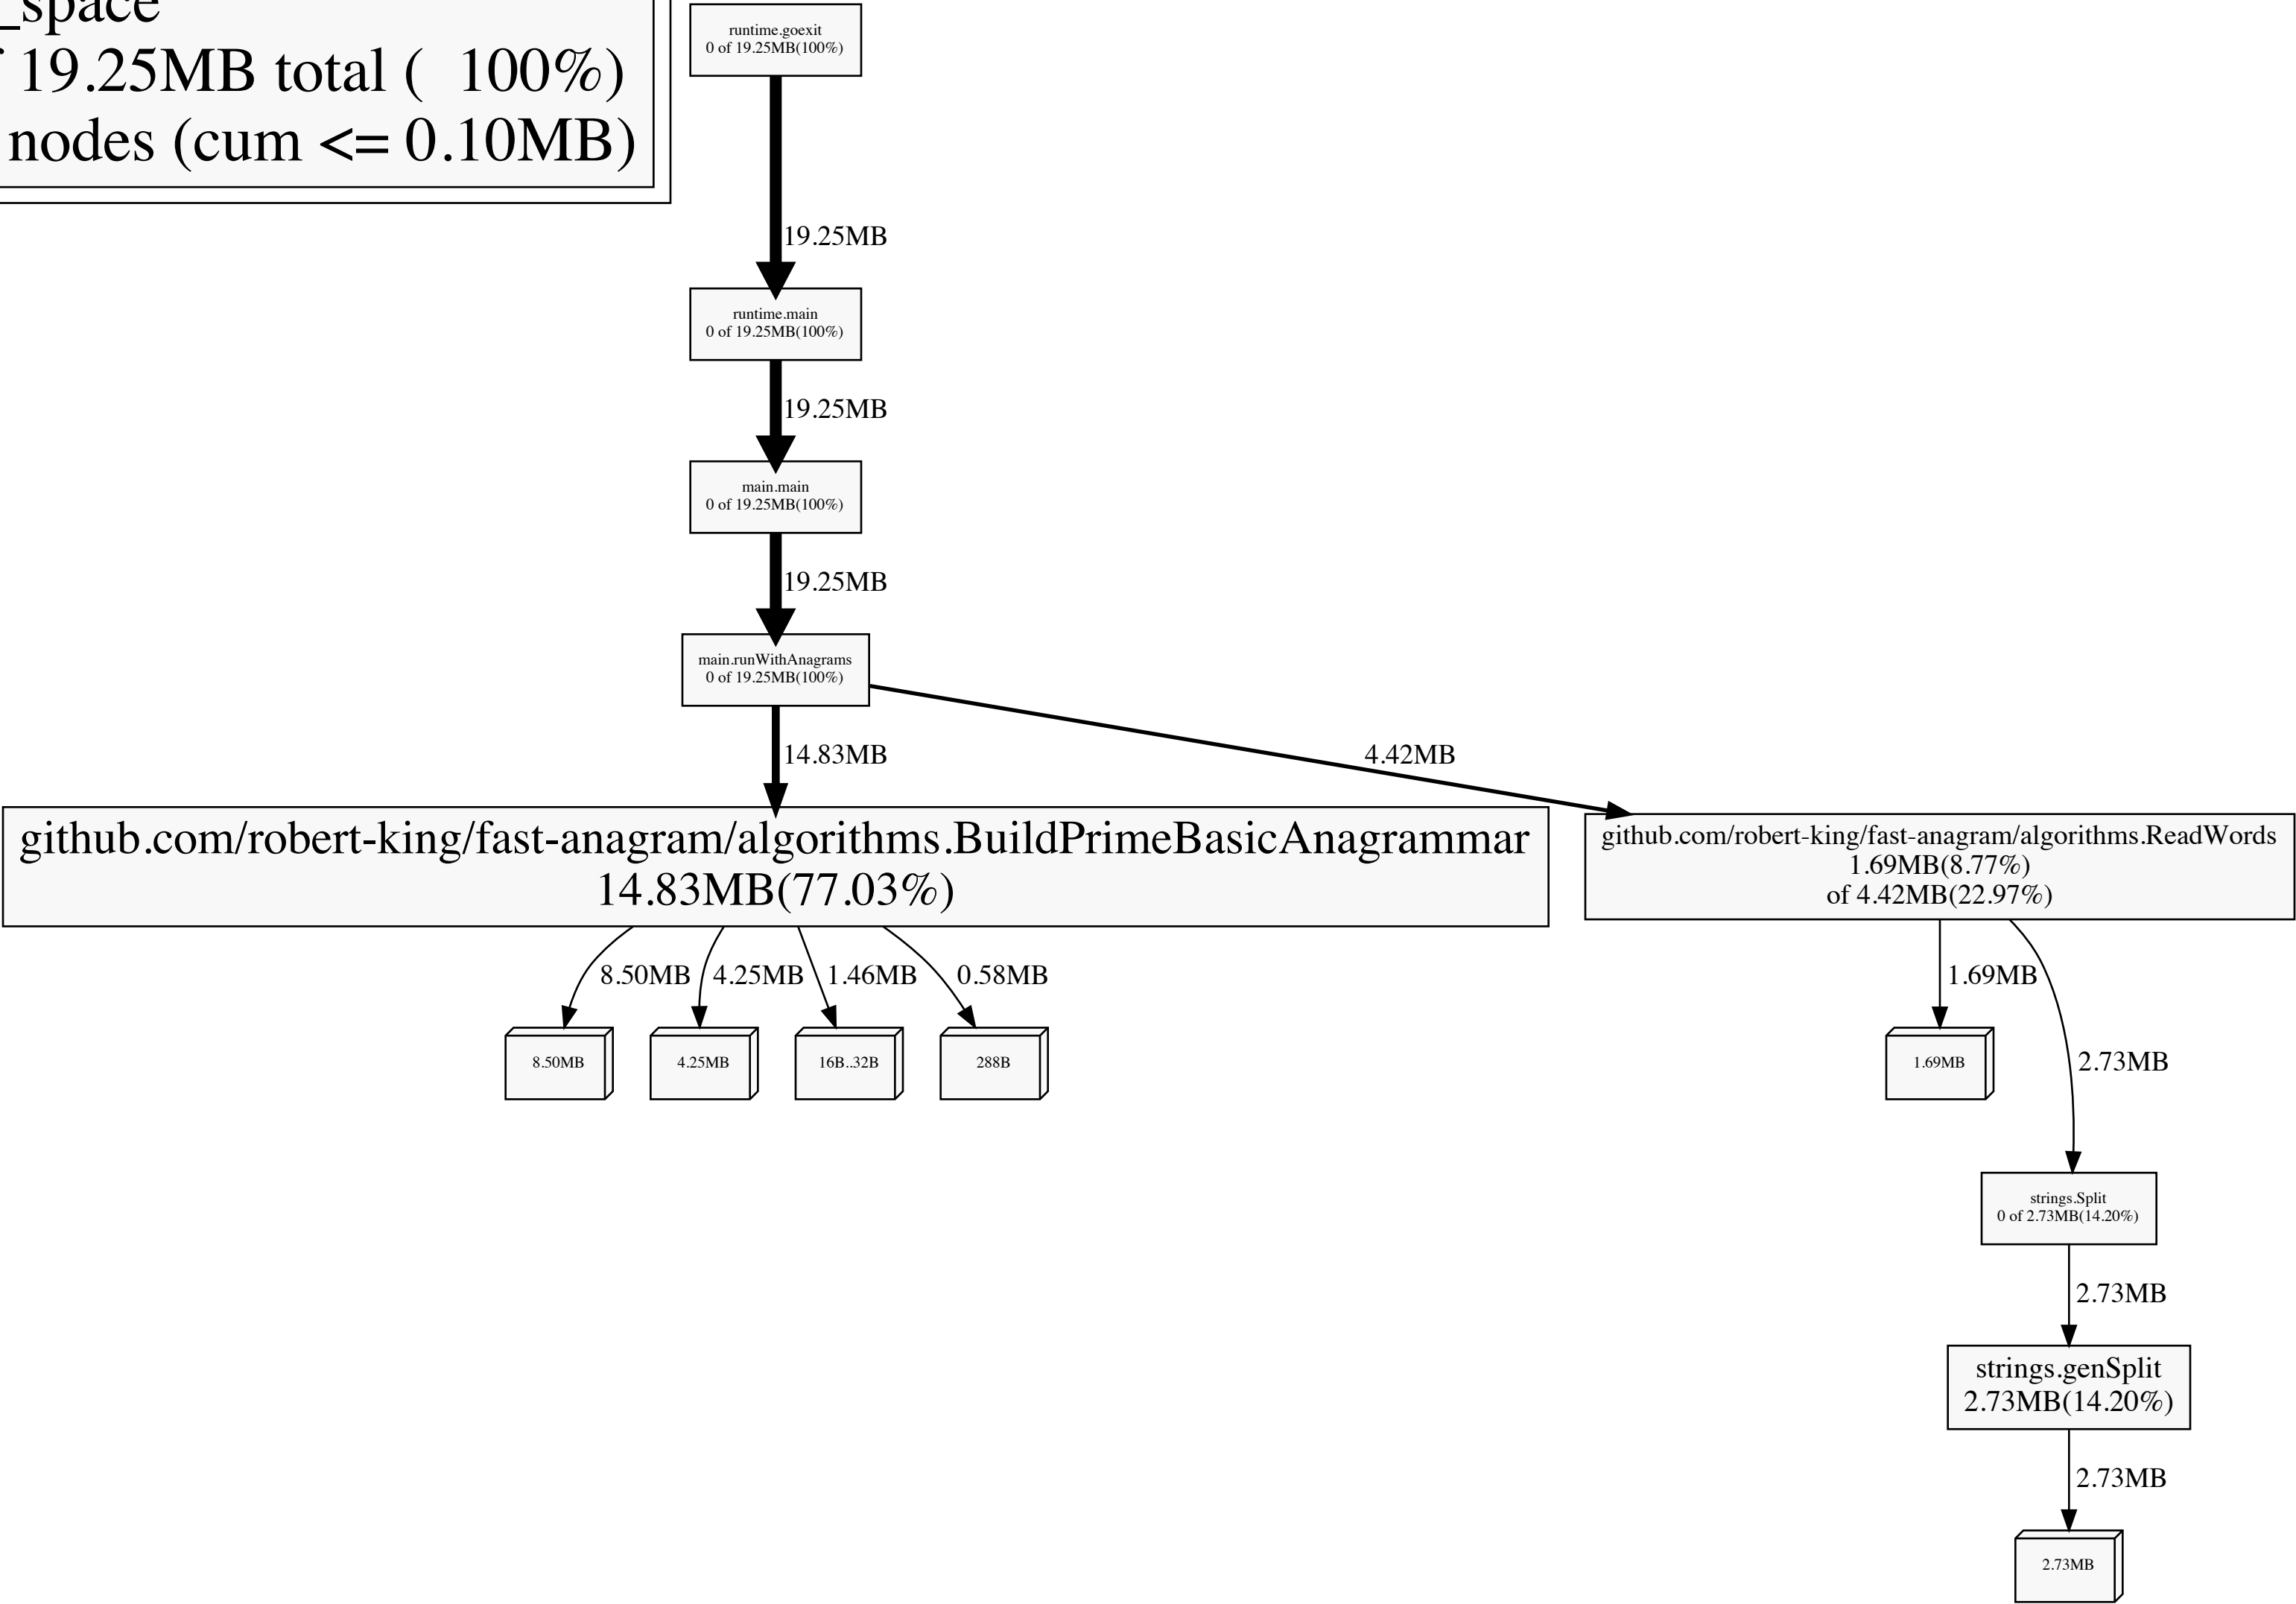 _space
19.25MB total ( 100%)
nodes (cum <= 0.10MB)
runtime.goexit
0 of 19.25MB(100%)
19.25MB
runtime.main
0 of 19.25MB(100%)
19.25MB
main.main
0 of 19.25MB(100%)
19.25MB
main.runWithAnagrams
0 of 19.25MB(100%)
14.83MB
4.42MB
github.com/robert-king/fast-anagram/algorithms.BuildPrimeBasicAnagrammar
14.83MB(77.03%)
github.com/robert-king/fast-anagram/algorithms.ReadWords
1.69MB(8.77%)
of 4.42MB(22.97%)
8.50MB
4.25MB
1.46MB
0.58MB
1.69MB
8.50MB
4.25MB
16B..32B
288B
1.69MB
2.73MB
strings.Split
0 of 2.73MB(14.20%)
2.73MB
strings.genSplit
2.73MB(14.20%)
2.73MB
2.73MB